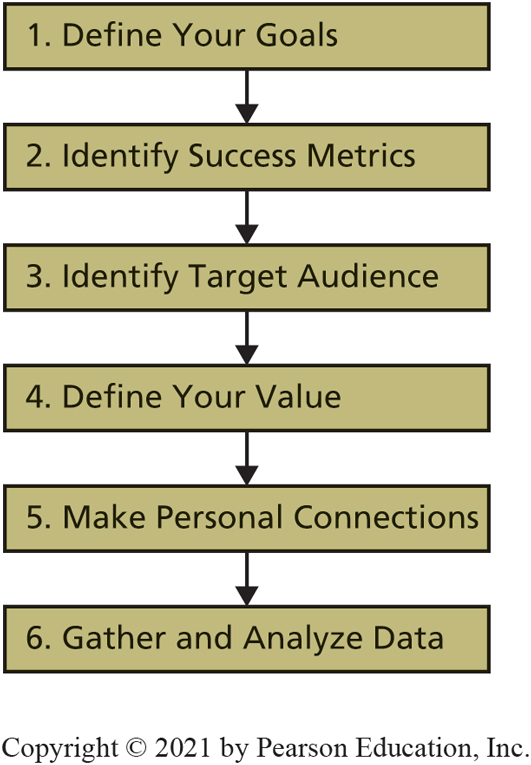 1. Define Your Goals
2. Identify Success Metrics
3. Identify Target Audience
4. Define Your Value
5. Make Personal Connections
6. Gather and Analyze Data
Copyright © 2021 by Pearson Education, Inc.